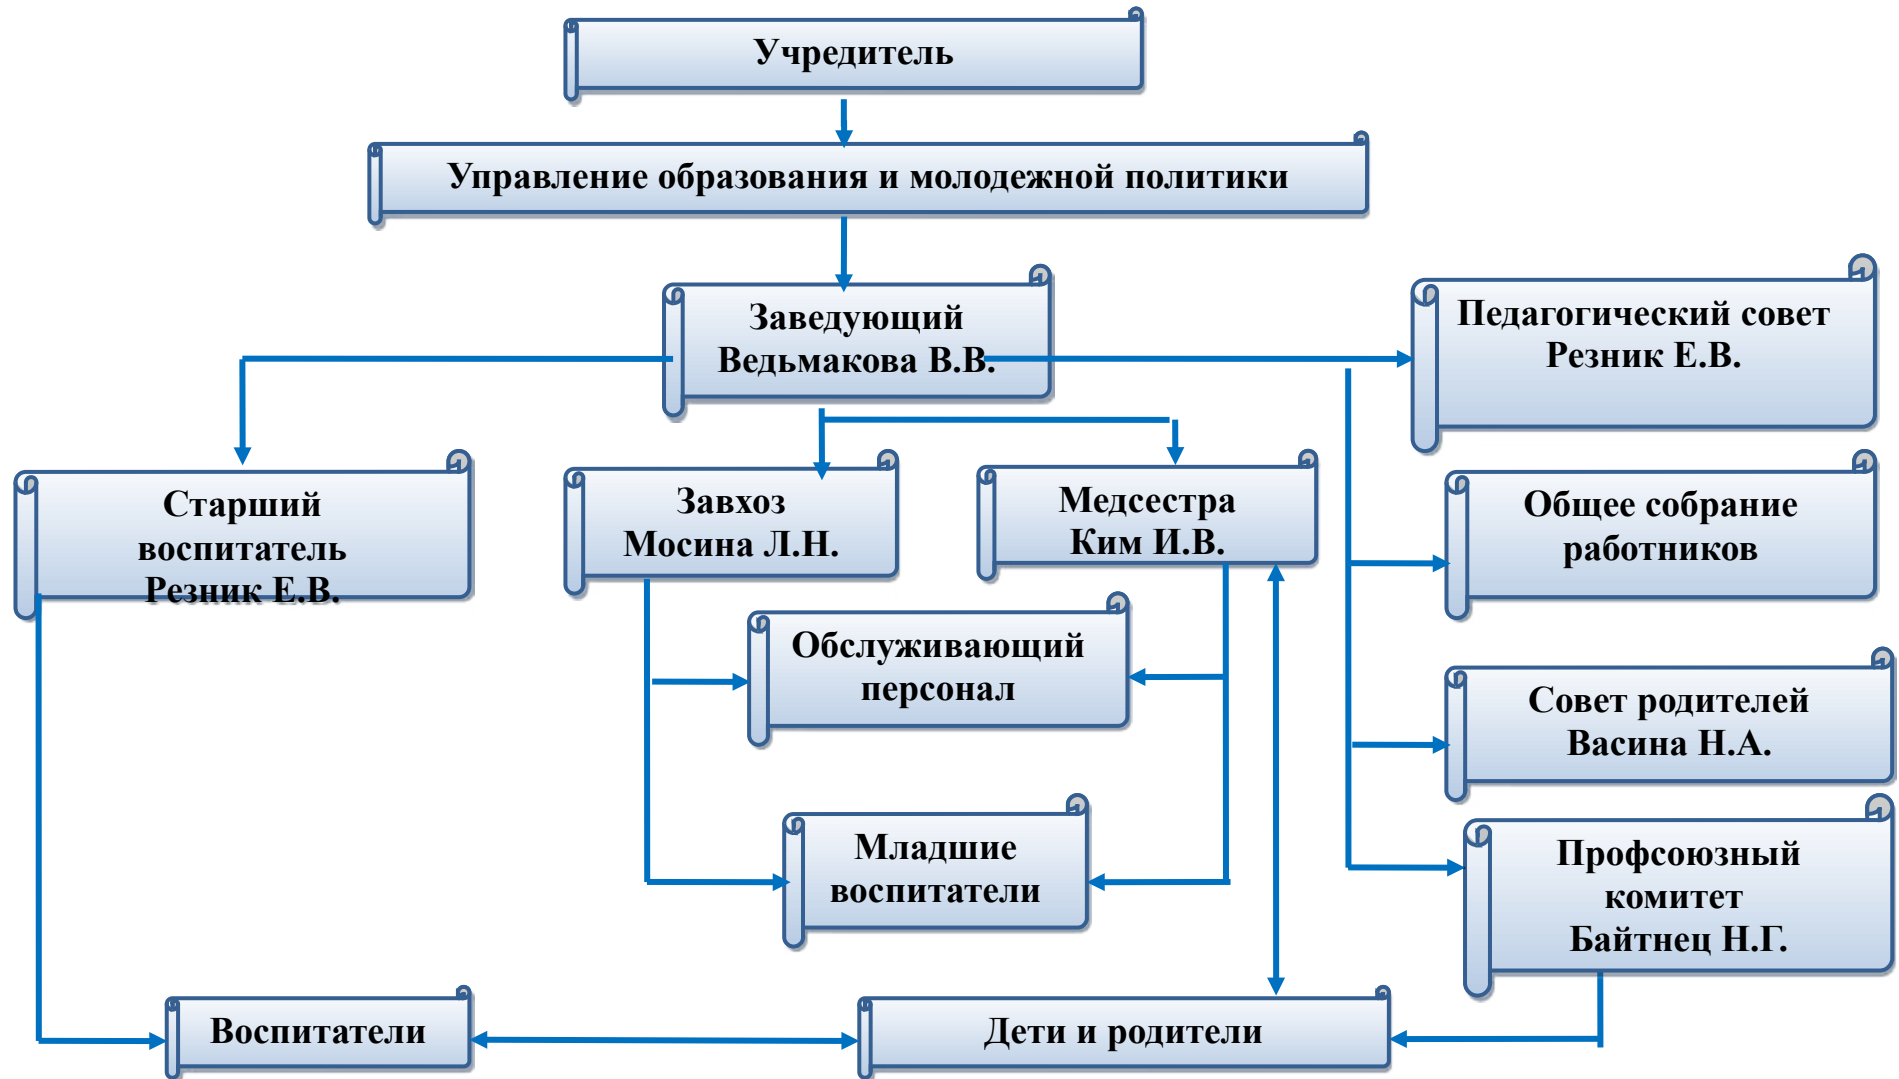 Учредитель
Управление образования и молодежной политики
Заведующий
Ведьмакова В.В.
Педагогический совет
Резник Е.В.
Старший
воспитатель
Резник Е.В.
Завхоз
Мосина Л.Н.
Медсестра
Ким И.В.
Общее собрание
работников
Обслуживающий
персонал
Совет родителей
Васина Н.А.
Младшие
воспитатели
Профсоюзный
комитет
Байтнец Н.Г.
Воспитатели
Дети и родители